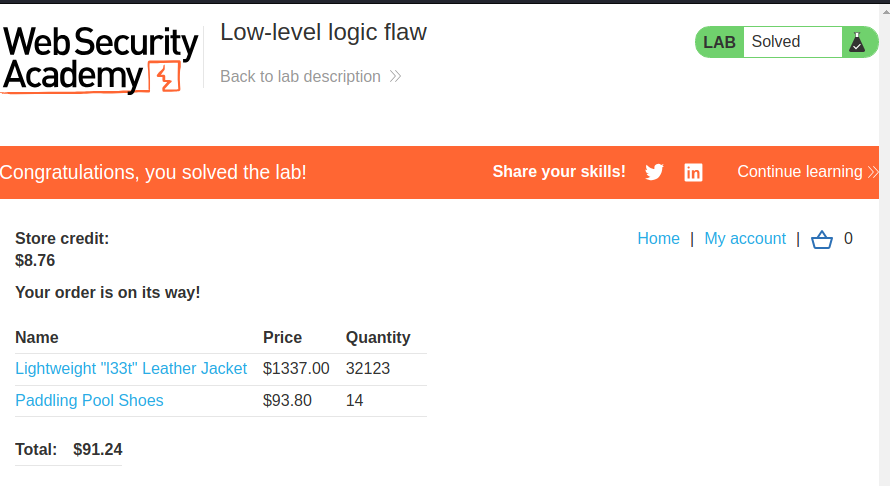 Web Security
Academy
Low-level logic flaw
Back to lab description
LAB Solved
Congratulations, you solved the lab!
Share your skills!
Continue learning
Store credit:
$8.76
Home | My account | 0
Your order is on its way!
Name Price Quantity
Lightweight "l33t" Leather Jacket $1337.00 32123
Paddling Pool Shoes $93.80 14
Total: $91.24